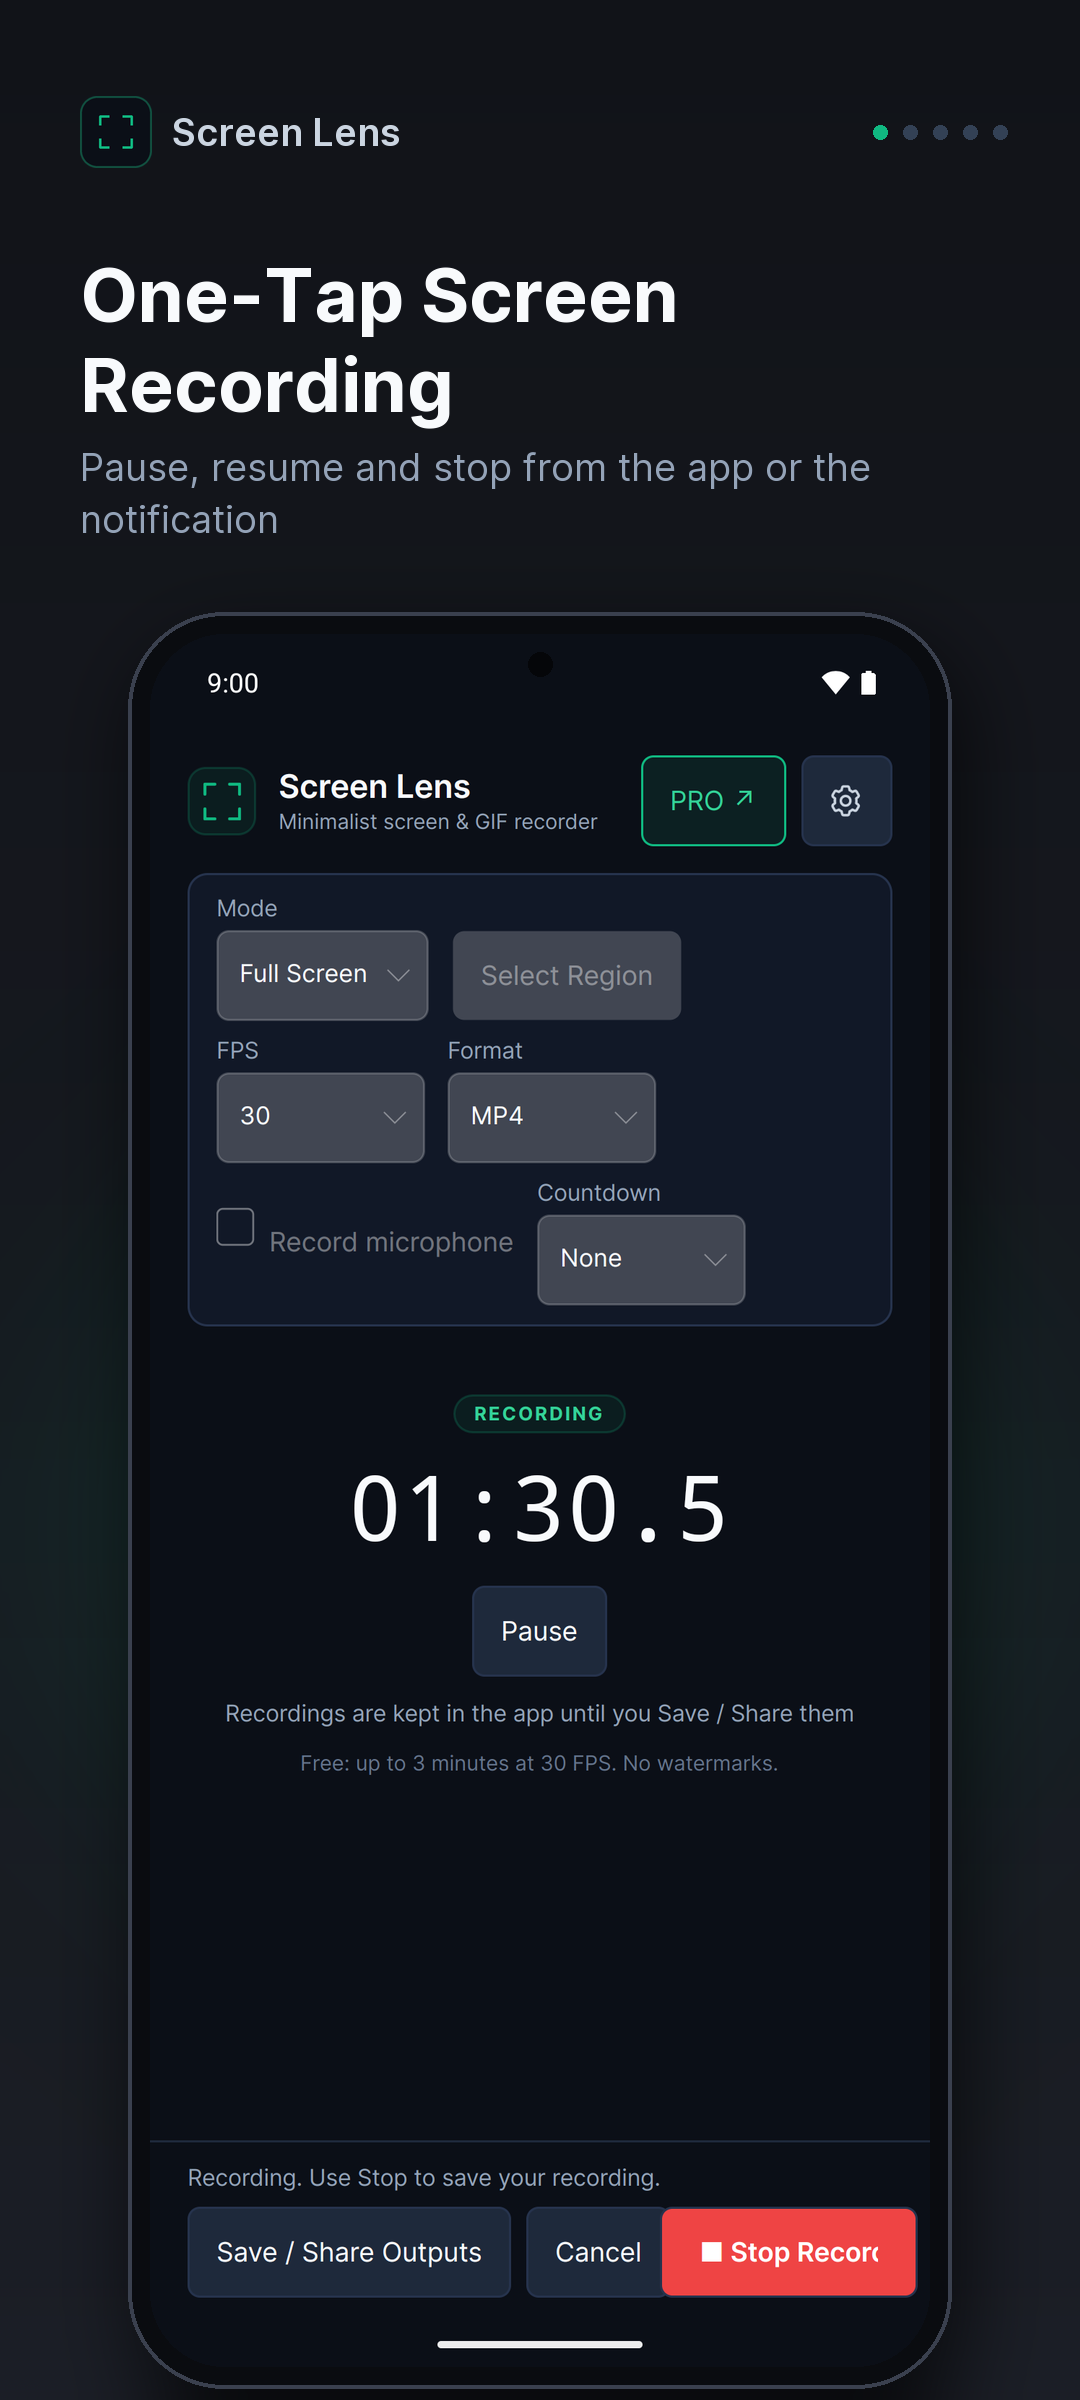 Screen Lens
One-Tap Screen
Recording
Pause, resume and stop from the app or the
notification
9:00
Screen Lens
Minimalist screen & GIF recorder
PRO ↗
Mode
Full Screen
Select Region
FPS
Format
30
MP4
Countdown
Record microphone
None
RECORDING
01:30.5
Pause
Recordings are kept in the app until you Save / Share them
Free: up to 3 minutes at 30 FPS. No watermarks.
Recording. Use Stop to save your recording.
Save / Share Outputs
Cancel
■ Stop Recor